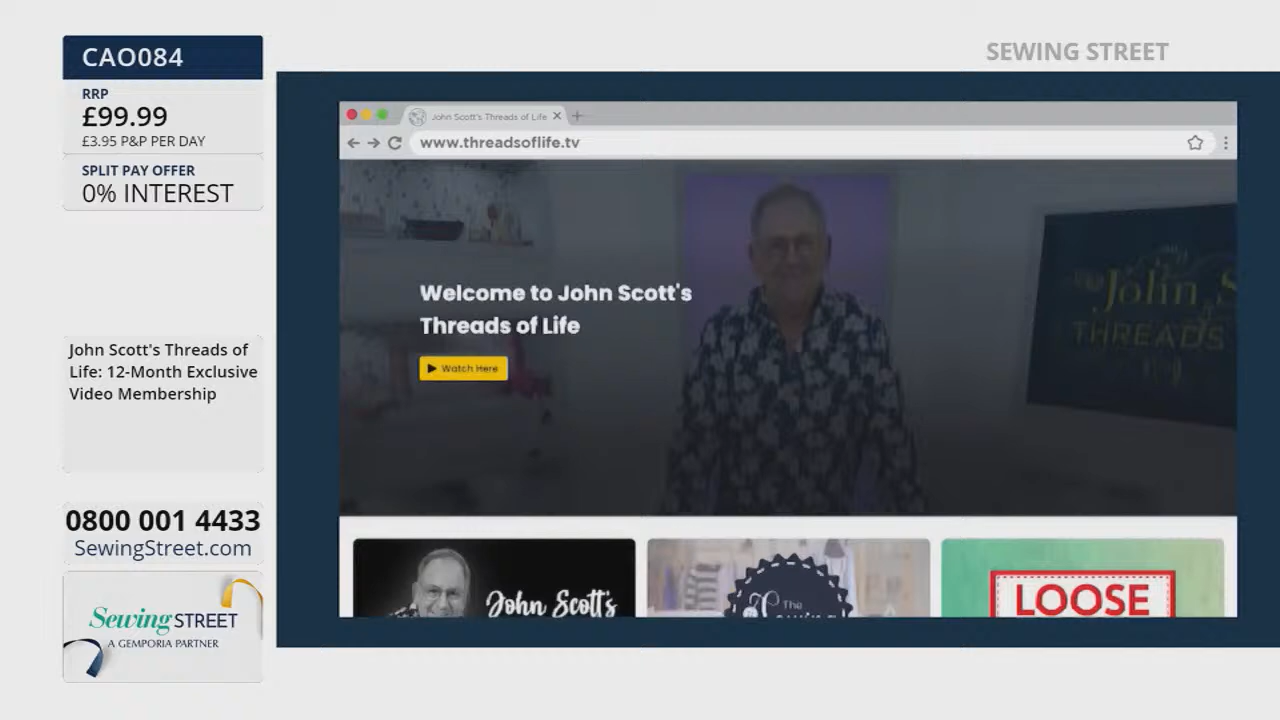 CAO084
RRP
£99.99
£3.95 P&P PER DAY
SPLIT PAY OFFER
0% INTEREST
John Scott's Threads of
Life: 12-Month Exclusive
Video Membership
0800 001 4433
SewingStreet.com
Sewing STREET
A GEMPORIA PARTNER
SEWING STREET
John Scott's Threads of Life
www.threadsoflife.tv
Welcome to John Scott's
Threads of Life
Watch Here
John S
THREADS
John Scott's
The
LOOSE